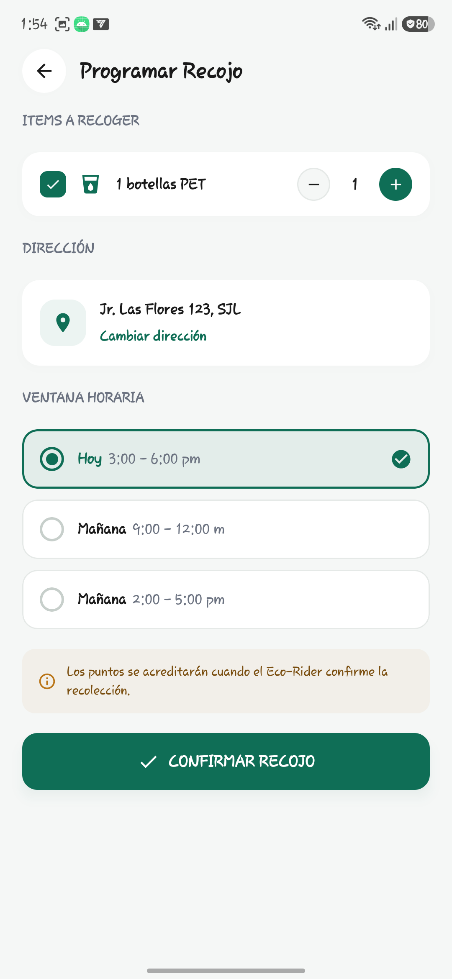 1:54
80
Programar Recojo
ITEMS A RECOGER
1 botellas PET
1
DIRECCIÓN
Jr. Las Flores 123, SJL
Cambiar dirección
VENTANA HORARIA
Hoy 3:00 - 6:00 pm
Mañana 9:00 - 12:00 m
Mañana 2:00 - 5:00 pm
Los puntos se acreditarán cuando el Eco-Rider confirme la
recolección.
CONFIRMAR RECOJO